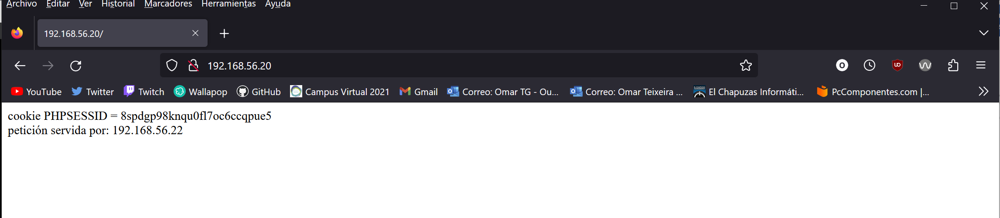 Archivo Editar Ver Historial Marcadores Herramientas Ayuda
192.168.56.20/
192.168.56.20
YouTube Twitter Twitch Wallapop GitHub Campus Virtual 2021 Gmail Correo: Omar TG - Ou... Correo: Omar Teixeira ... El Chapuzas Informáti... PcComponentes.com |...
cookie PHPSESSID = 8spdgp98knqu0fl7oc6ccqpue5
petición servida por: 192.168.56.22